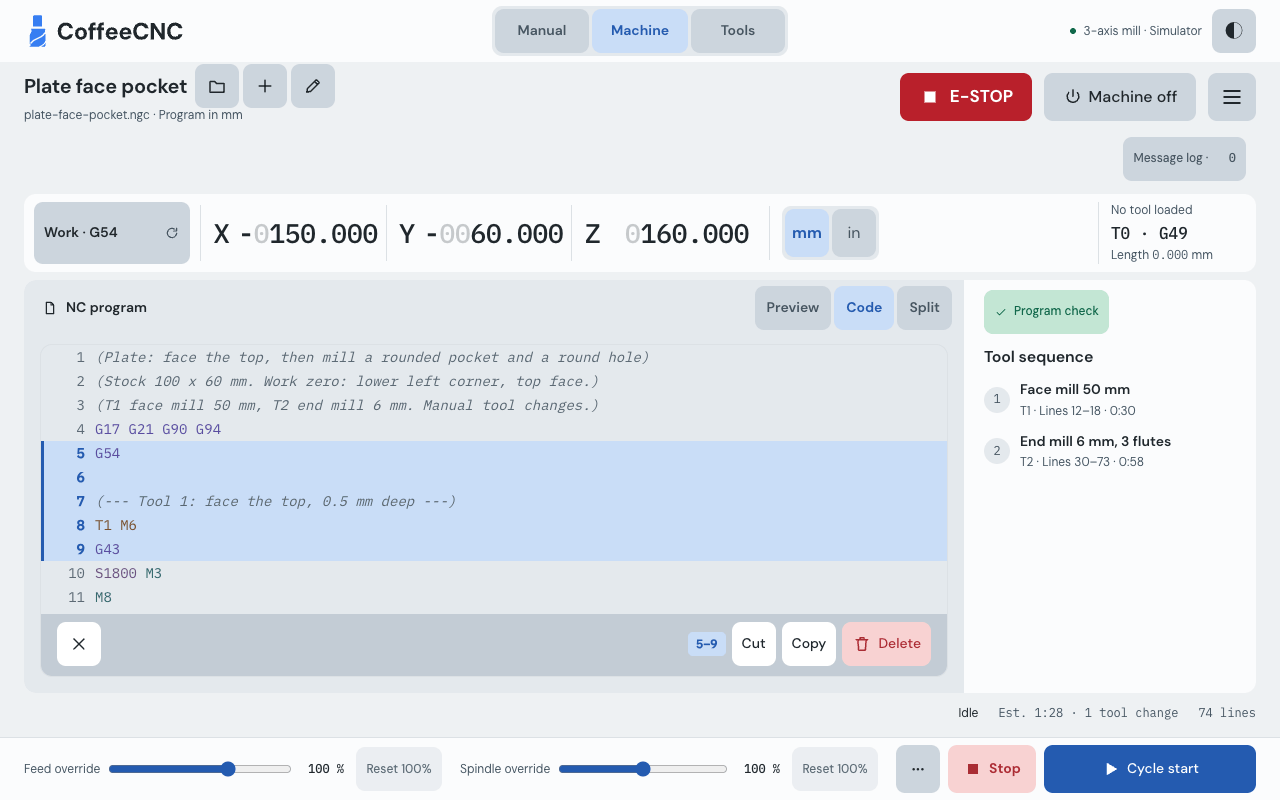 CoffeeCNC
Manual
Machine
Tools
3-axis mill · Simulator
Plate face pocket
plate-face-pocket.ngc · Program in mm
E-STOP
Machine off
Message log · 0
Work · G54
X -0150.000
Y -0060.000
Z 0160.000
mm
in
No tool loaded
T0 · G49
Length 0.000 mm
NC program
Preview
Code
Split
1 (Plate: face the top, then mill a rounded pocket and a round hole)
2 (Stock 100 x 60 mm. Work zero: lower left corner, top face.)
3 (T1 face mill 50 mm, T2 end mill 6 mm. Manual tool changes.)
4 G17 G21 G90 G94
5 G54
6
7 (--- Tool 1: face the top, 0.5 mm deep ---)
8 T1 M6
9 G43
10 S1800 M3
11 M8
5–9
Cut
Copy
Delete
Program check
Tool sequence
1 Face mill 50 mm
T1 · Lines 12–18 · 0:30
2 End mill 6 mm, 3 flutes
T2 · Lines 30–73 · 0:58
Idle
Est. 1:28 · 1 tool change
74 lines
Feed override
100 %
Reset 100%
Spindle override
100 %
Reset 100%
Stop
Cycle start